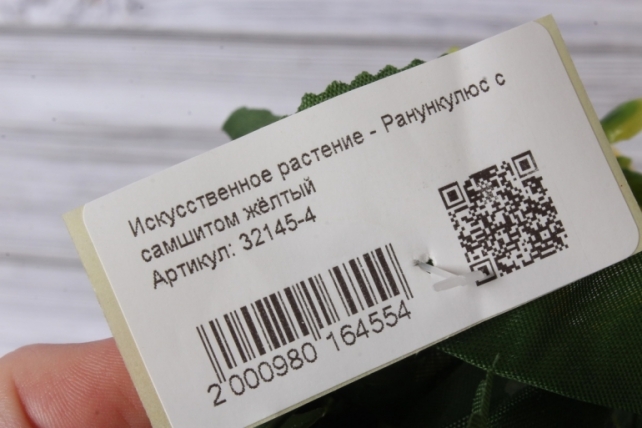 Искусственное растение - Ранункулюс с
самшитом жёлтый
Артикул: 32145-4
2 000980 164554